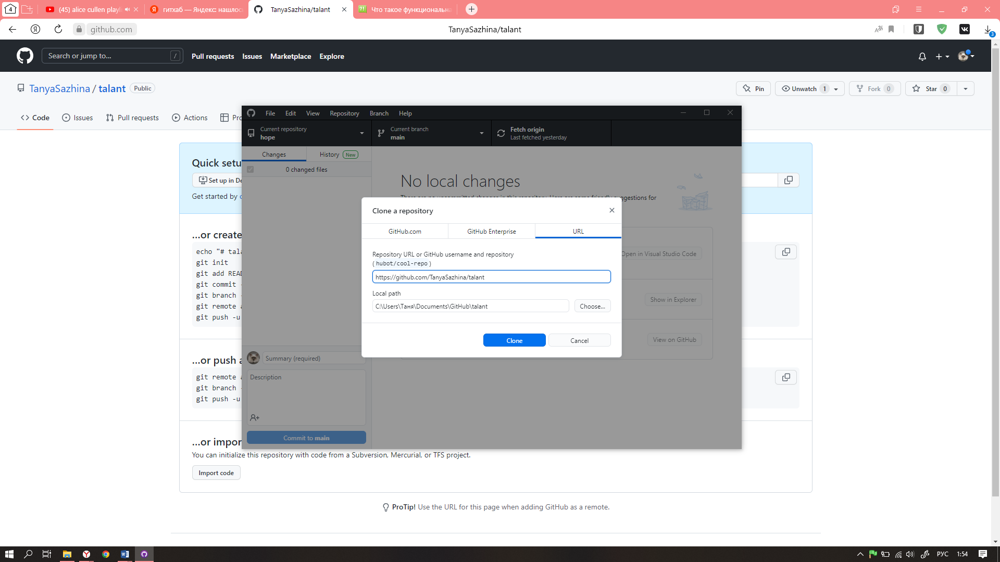 4
(45) alice cullen playli
гитхаб — Яндекс: нашлось
TanyaSazhina/talant
Что такое функциональна
github.com
TanyaSazhina/talant
3
Search or jump to...
/
Pull requests
Issues
Marketplace
Explore
TanyaSazhina / talant
Public
Pin
Unwatch 1
Fork 0
Star 0
Code
Issues
Pull requests
Actions
Pro
File
Edit
View
Repository
Branch
Help
Current repository
hope
Current branch
main
Fetch origin
Last fetched yesterday
Changes
History
New
0 changed files
No local changes
There are no uncommitted changes in this repository. Here are some friendly suggestions for
Quick setu
Set up in De
Get started by c
Clone a repository
GitHub.com
GitHub Enterprise
URL
Repository URL or GitHub username and repository
(hubot/cool-repo)
https://github.com/TanyaSazhina/talant
Local path
C:\Users\Таня\Documents\GitHub\talant
Choose...
Clone
Cancel
Open in Visual Studio Code
Show in Explorer
View on GitHub
…or create
echo "# tala
git init
git add READ
git commit -
git branch -
git remote a
git push -u
…or push a
git remote a
git branch -
git push -u
Summary (required)
Description
Commit to main
…or impor
You can initialize this repository with code from a Subversion, Mercurial, or TFS project.
Import code
ProTip! Use the URL for this page when adding GitHub as a remote.
РУС
1:54